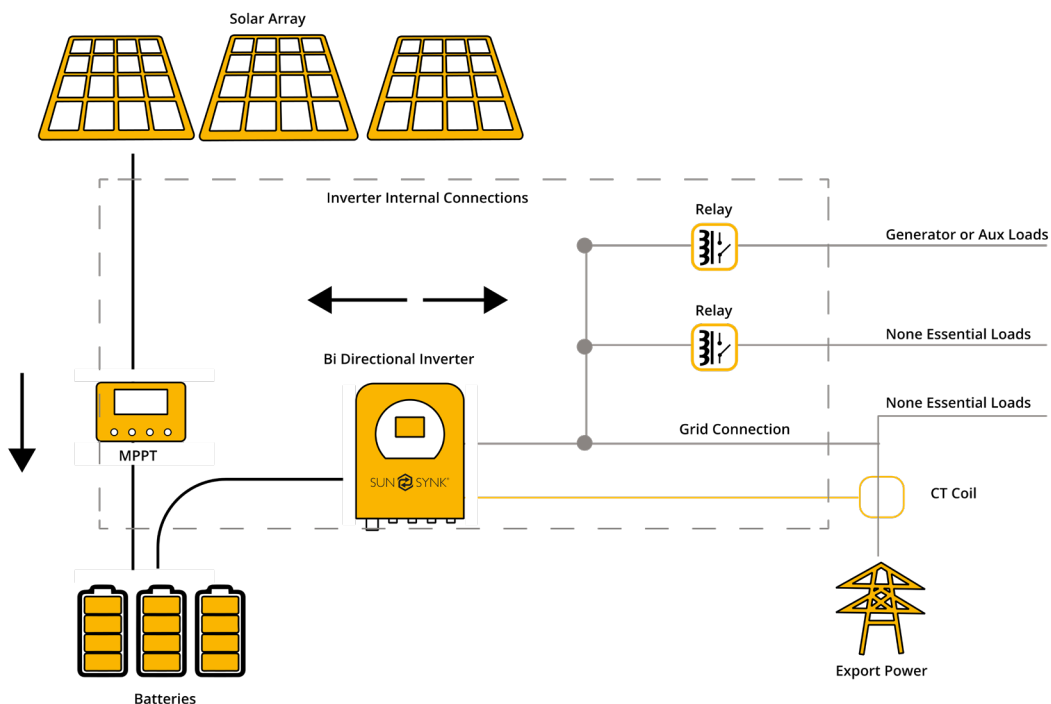 Solar Array
Inverter Internal Connections
Relay
Generator or Aux Loads
Relay
None Essential Loads
Bi Directional Inverter
None Essential Loads
Grid Connection
MPPT
SUN SYNK
CT Coil
Export Power
Batteries